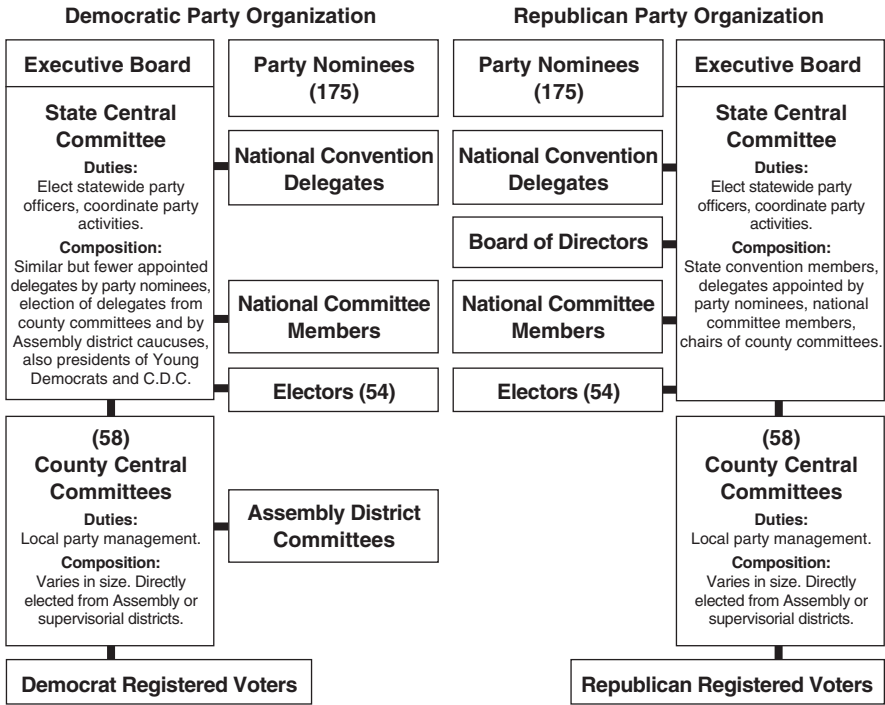 Democratic Party Organization
Executive Board
State Central
Committee
Duties:
Elect statewide party
officers, coordinate party
activities.
Composition:
Similar but fewer appointed
delegates by party nominees,
election of delegates from
county committees and by
Assembly district caucuses,
also presidents of Young
Democrats and C.D.C.
Party Nominees
(175)
National Convention
Delegates
National Committee
Members
Electors (54)
(58)
County Central
Committees
Duties:
Local party management.
Composition:
Varies in size. Directly
elected from Assembly or
supervisorial districts.
Assembly District
Committees
Democrat Registered Voters
Republican Party Organization
Party Nominees
(175)
National Convention
Delegates
Board of Directors
National Committee
Members
Electors (54)
Executive Board
State Central
Committee
Duties:
Elect statewide party
officers, coordinate party
activities.
Composition:
State convention members,
delegates appointed by
party nominees, national
committee members,
chairs of county committees.
(58)
County Central
Committees
Duties:
Local party management.
Composition:
Varies in size. Directly
elected from Assembly or
supervisorial districts.
Republican Registered Voters